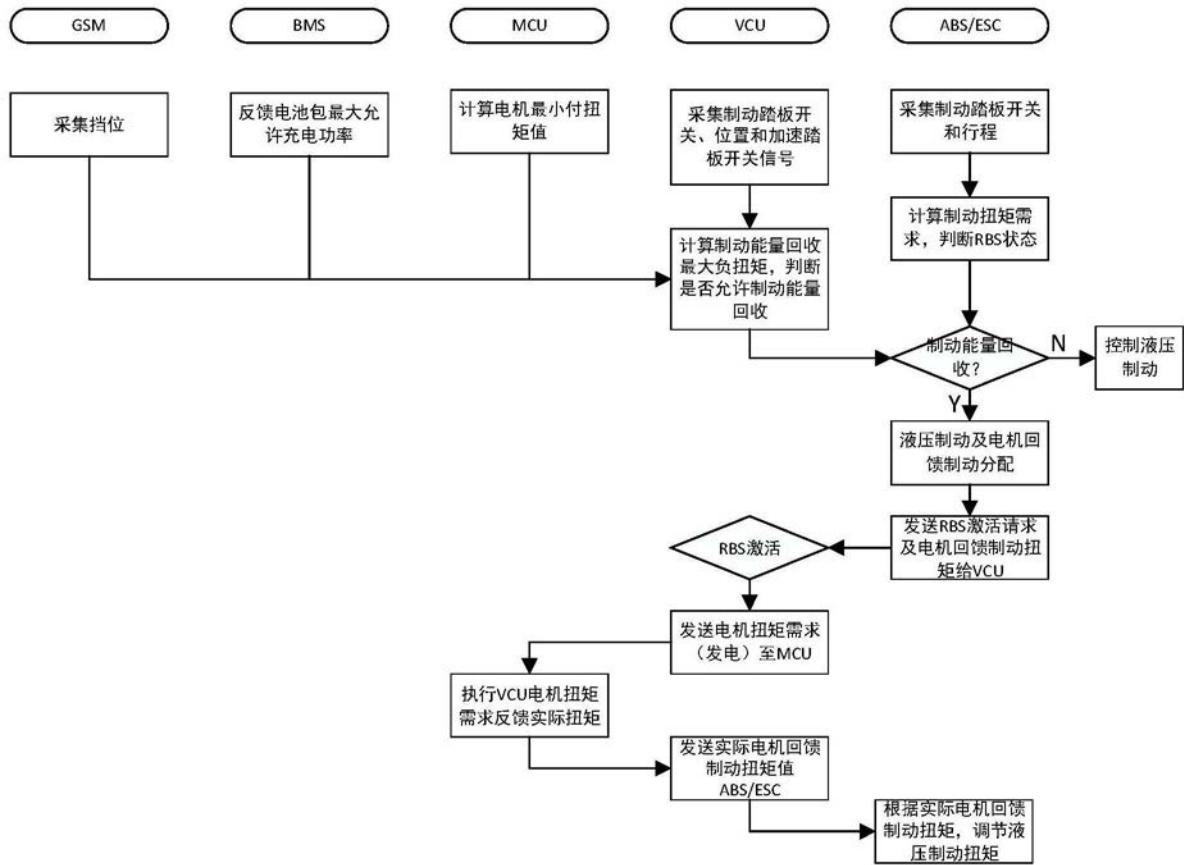 GSM
BMS
MCU
VCU
ABS/ESC
采集挡位
反馈电池包最大允
许充电功率
计算电机最小付扭
矩值
采集制动踏板开
关、位置和加速踏
板开关信号
采集制动踏板开关
和行程
计算制动扭矩需
求，判断RBS状态
计算制动能量回收
最大负扭矩，判断
是否允许制动能量
回收
制动能量回
收？
N
控制液压
制动
Y
液压制动及电机回
馈制动分配
发送RBS激活请求
及电机回馈制动扭
矩给VCU
RBS激活
发送电机扭矩需求
（发电）至MCU
执行VCU电机扭矩
需求反馈实际扭矩
发送实际电机回馈
制动扭矩值
ABS/ESC
根据实际电机回馈
制动扭矩，调节液
压制动扭矩